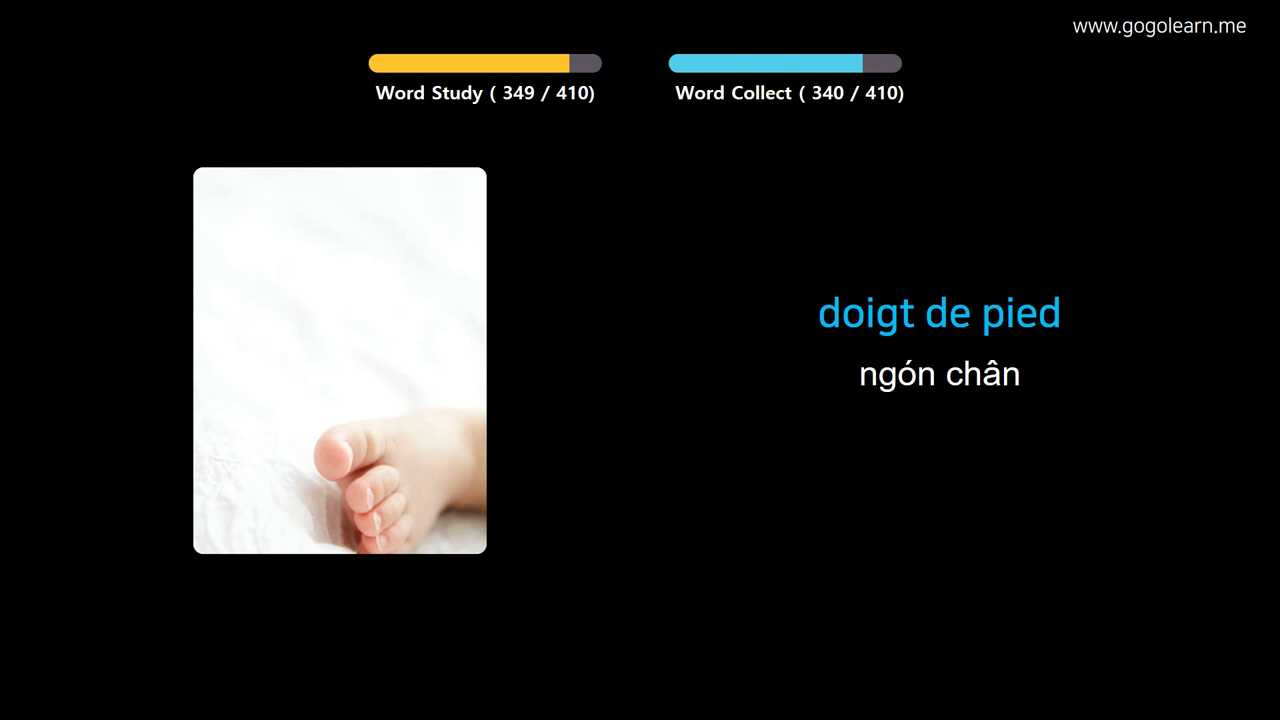 www.gogolearn.me
Word Study ( 349 / 410)
Word Collect ( 340 / 410)
doigt de pied
ngón chân